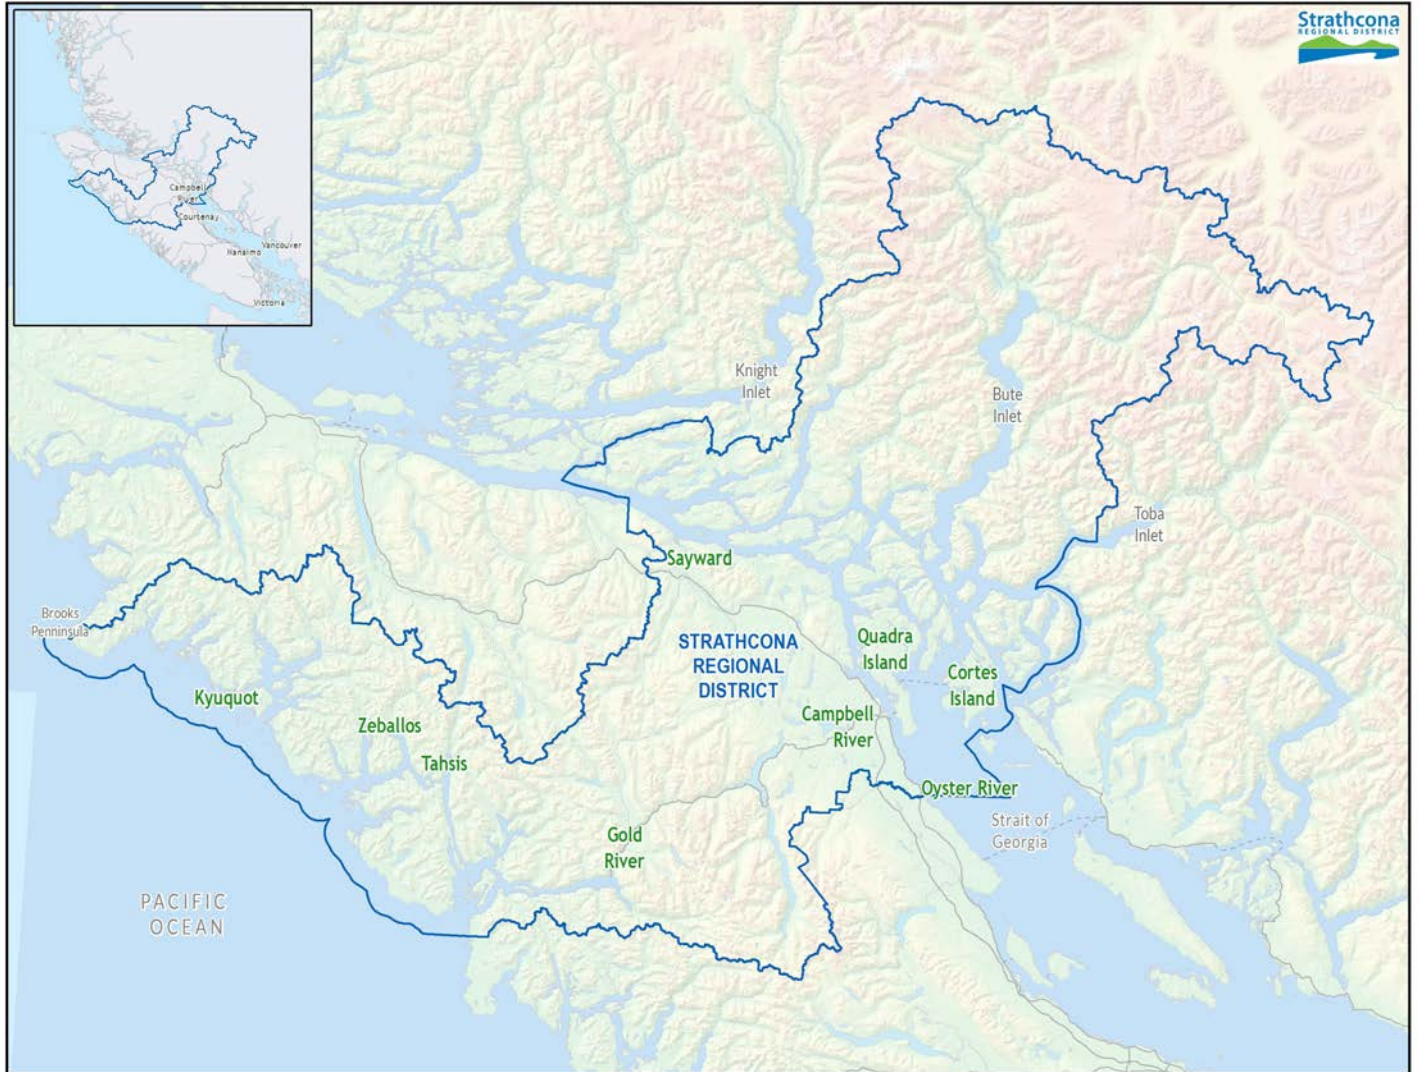 Strathcona
REGIONAL DISTRICT
Campbell
River
Courtenay
Vancouver
Nanaimo
Victoria
Knight
Inlet
Bute
Inlet
Toba
Inlet
Sayward
Brooks
Penninsula
STRATHCONA
REGIONAL
DISTRICT
Quadra
Island
Cortes
Island
Kyuquot
Zeballos
Campbell
River
Tahsis
Oyster River
Strait of
Georgia
Gold
River
PACIFIC
OCEAN